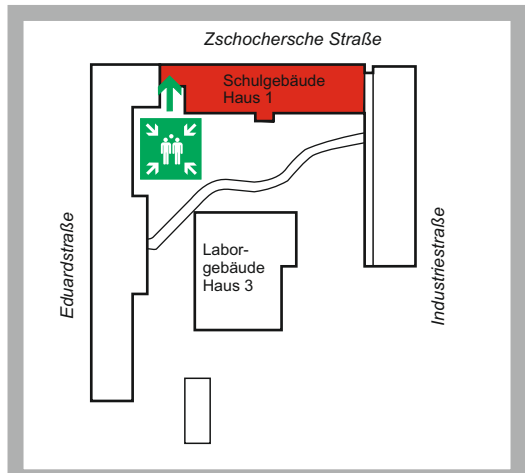 Zschochersche Straße
Schulgebäude
Haus 1
Eduardstraße
Labor-
gebäude
Haus 3
Industriestraße